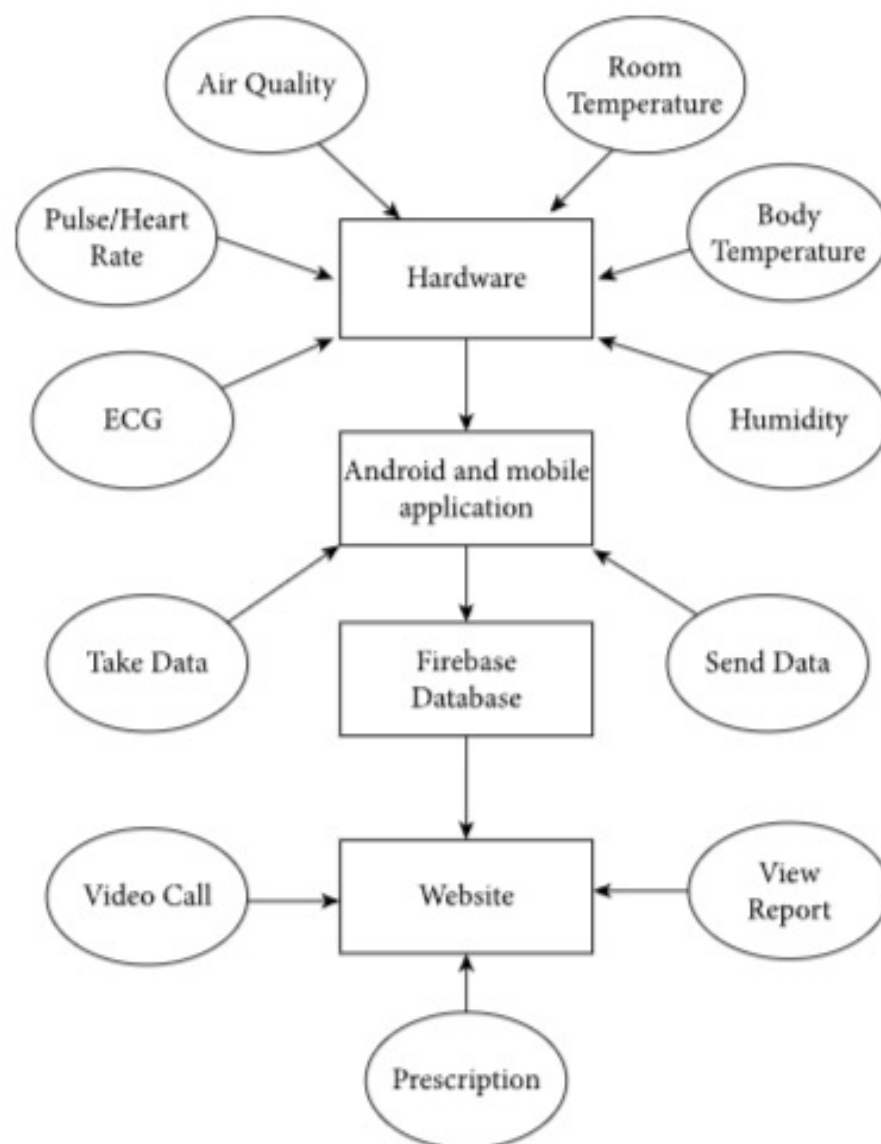 Air Quality
Room
Temperature
Pulse/Heart
Rate
Hardware
Body
Temperature
ECG
Humidity
Android and mobile
application
Take Data
Firebase
Database
Send Data
Video Call
Website
View
Report
Prescription